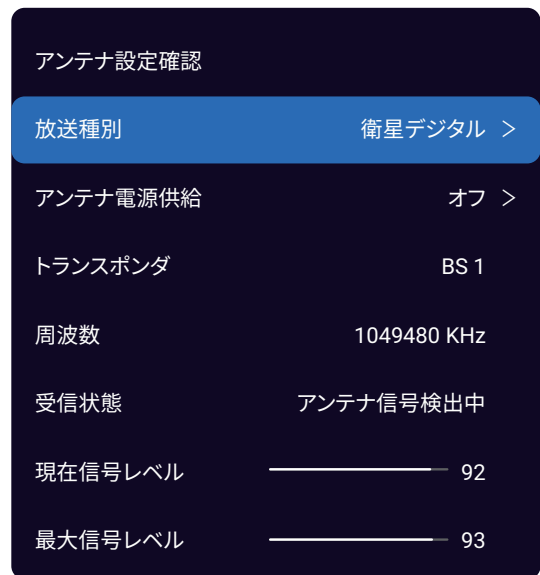 アンテナ設定確認
放送種別 衛星デジタル >
アンテナ電源供給 オフ >
トランスポンダ BS 1
周波数 1049480 KHz
受信状態 アンテナ信号検出中
現在信号レベル 92
最大信号レベル 93